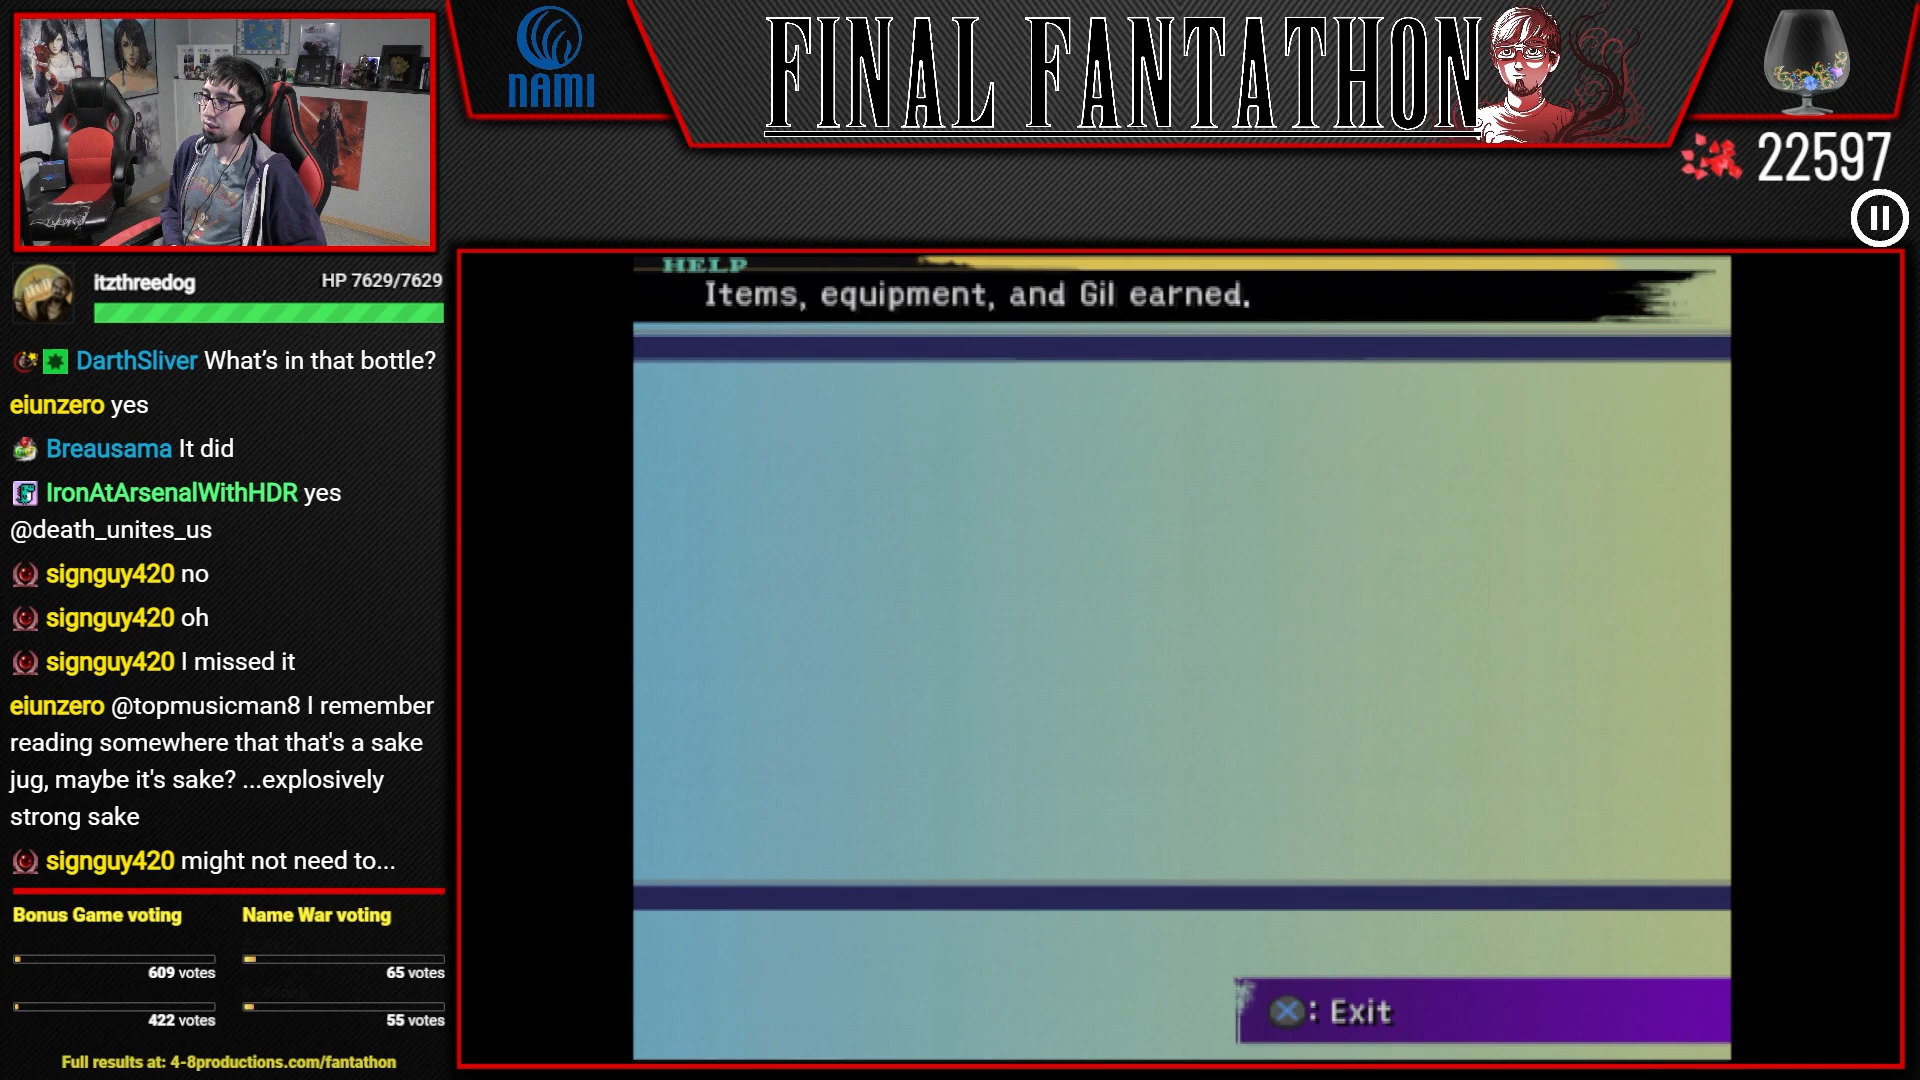 NAMI
FINAL FANTATHON
22597
itzthreedog HP 7629/7629
DarthSliver What's in that bottle?
eiunzero yes
Breausama It did
IronAtArsenalWithHDR yes
@death_unites_us
signguy420 no
signguy420 oh
signguy420 I missed it
eiunzero @topmusicman8 I remember
reading somewhere that that's a sake
jug, maybe it's sake? ...explosively
strong sake
signguy420 might not need to...
Bonus Game voting
609 votes
422 votes
Name War voting
65 votes
55 votes
Full results at: 4-8productions.com/fantathon
HELP
Items, equipment, and Gil earned.
: Exit